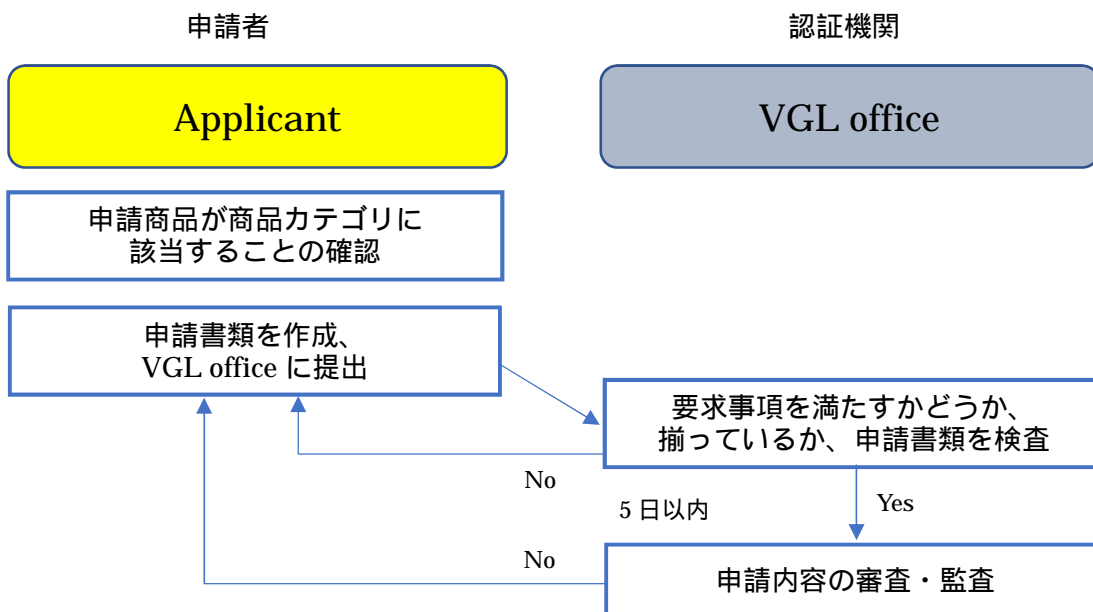 申請者
認証機関
Applicant
VGL office
申請商品が商品カテゴリに
該当することの確認
申請書類を作成、
VGL office に提出
要求事項を満たすかどうか、
揃っているか、申請書類を検査
No
5 日以内
Yes
No
申請内容の審査・監査